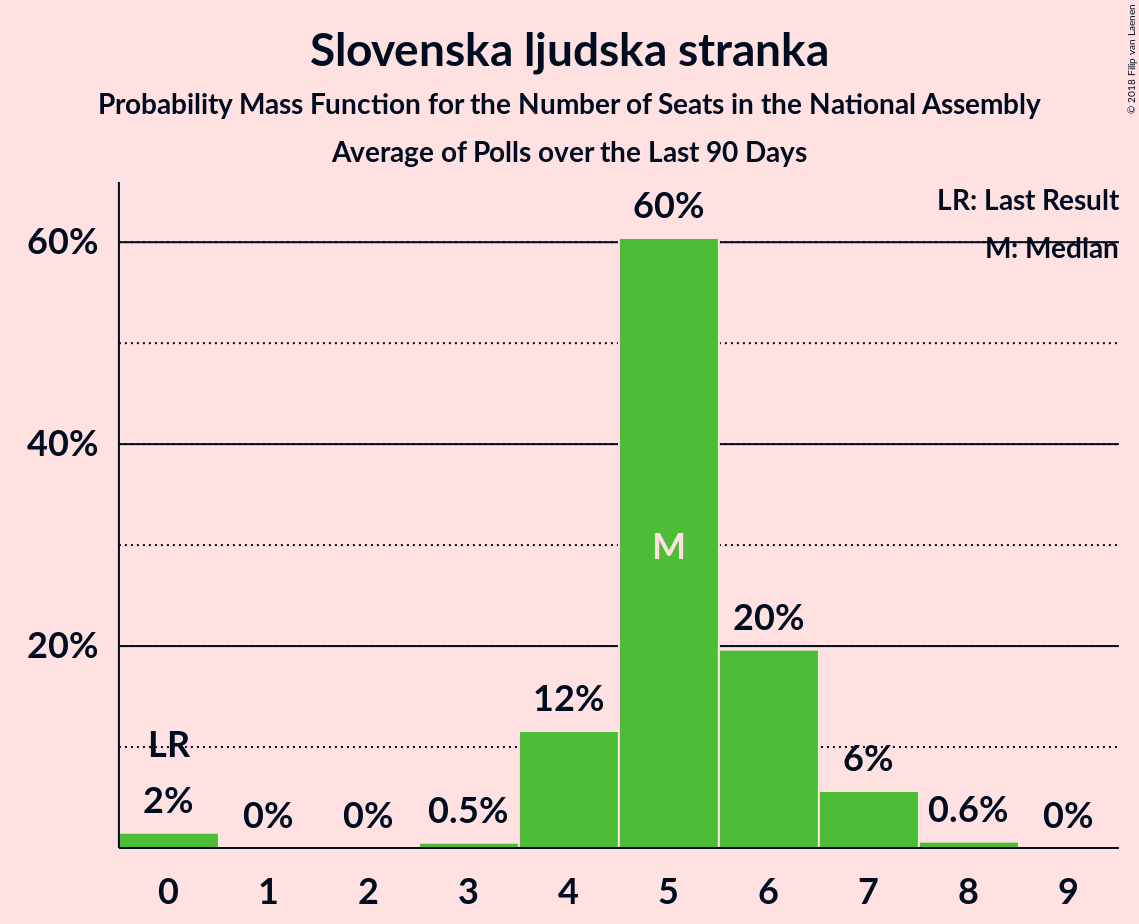 Slovenska ljudska stranka
Probability Mass Function for the Number of Seats in the National Assembly
Average of Polls over the Last 90 Days
© 2018 Filip van Laenen
LR: Last Result
M: Median
60%
40%
20%
LR
2%
0%
0%
0.5%
12%
60%
M
20%
6%
0.6%
0%
0 1 2 3 4 5 6 7 8 9